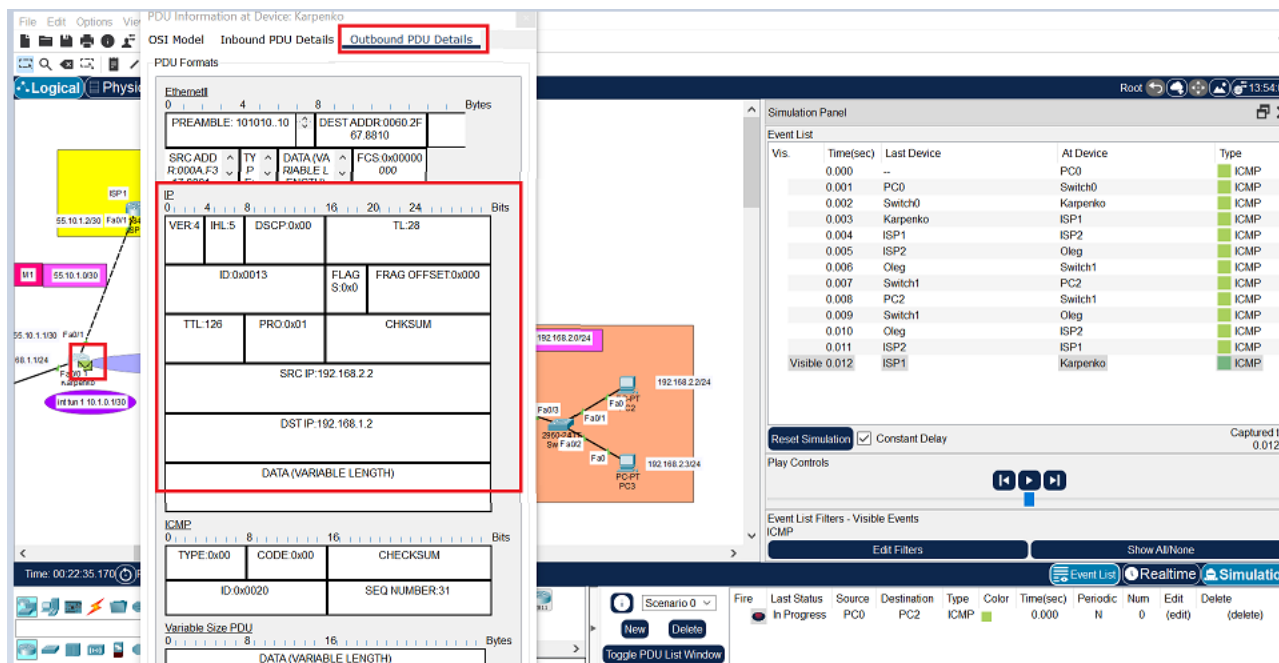 File Edit Options
PDU Information at Device: Karpenko
OSI Model Inbound PDU Details Outbound PDU Details
PDU Formats
Logical
Root 13:54:
EthernetII
0 4 8 Bytes
PREAMBLE: 101010..10
DEST ADDR:0060.2F
67.8810
SRC ADD
R:000A.F3
TY
P
DATA (VA
RIABLE L
FCS:0x00000
000
IP
0 4 8 16 20 24 Bits
VER:4 IHL:5 DSCP:0x00 TL:28
ID:0x0013
FLAG
S:0x0
FRAG OFFSET:0x000
TTL:126 PRO:0x01 CHKSUM
SRC IP:192.168.2.2
DST IP:192.168.1.2
DATA (VARIABLE LENGTH)
ICMP
0 8 16 Bits
TYPE:0x00 CODE:0x00 CHECKSUM
ID:0x0020 SEQ NUMBER:31
Variable Size PDU
0 8 16 Bytes
DATA (VARIABLE LENGTH)
ISP1
55.10.1.2/30 Fa0/1
M1 55.10.1.0/30
Fa0/1
Karpenko
int tun 1 10.1.0.1/30
192.168.2.0/24
192.168.2.2/24
Fa0/3
Fa0/1
Fa0
Fa0/2
Fa0
192.168.2.3/24
PC-PT
PC3
Simulation Panel
Event List
Vis. Time(sec) Last Device At Device Type
0.000 -- PC0 ICMP
0.001 PC0 Switch0 ICMP
0.002 Switch0 Karpenko ICMP
0.003 Karpenko ISP1 ICMP
0.004 ISP1 ISP2 ICMP
0.005 ISP2 Oleg ICMP
0.006 Oleg Switch1 ICMP
0.007 Switch1 PC2 ICMP
0.008 PC2 Switch1 ICMP
0.009 Switch1 Oleg ICMP
0.010 Oleg ISP2 ICMP
0.011 ISP2 ISP1 ICMP
Visible 0.012 ISP1 Karpenko ICMP
Reset Simulation Constant Delay
Captured
0.012
Play Controls
Event List Filters - Visible Events
ICMP
Edit Filters Show All/None
Time: 00:22:35.170
Event List Realtime Simulatio
Scenario 0
New Delete
Toggle PDU List Window
Fire Last Status Source Destination Type Color Time(sec) Periodic Num Edit Delete
In Progress PC0 PC2 ICMP 0.000 N 0 (edit) (delete)